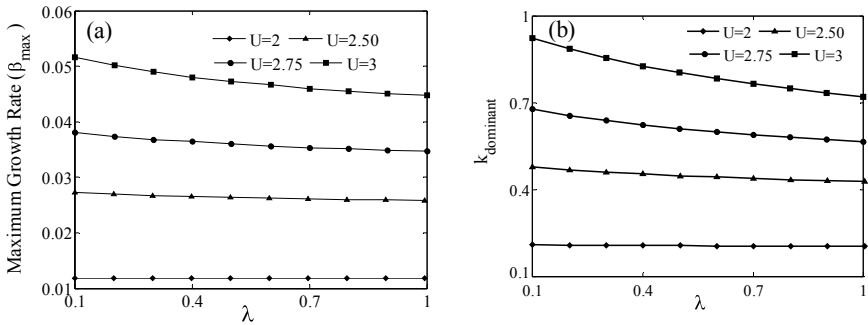 (a)
U=2 U=2.50
U=2.75 U=3
Maximum Growth Rate (βmax)
0.06
0.05
0.04
0.03
0.02
0.01
0.1 0.4 0.7 1
λ
(b)
U=2 U=2.50
U=2.75 U=3
kdominant
1
0.7
0.4
0.1
0.1 0.4 0.7 1
λ